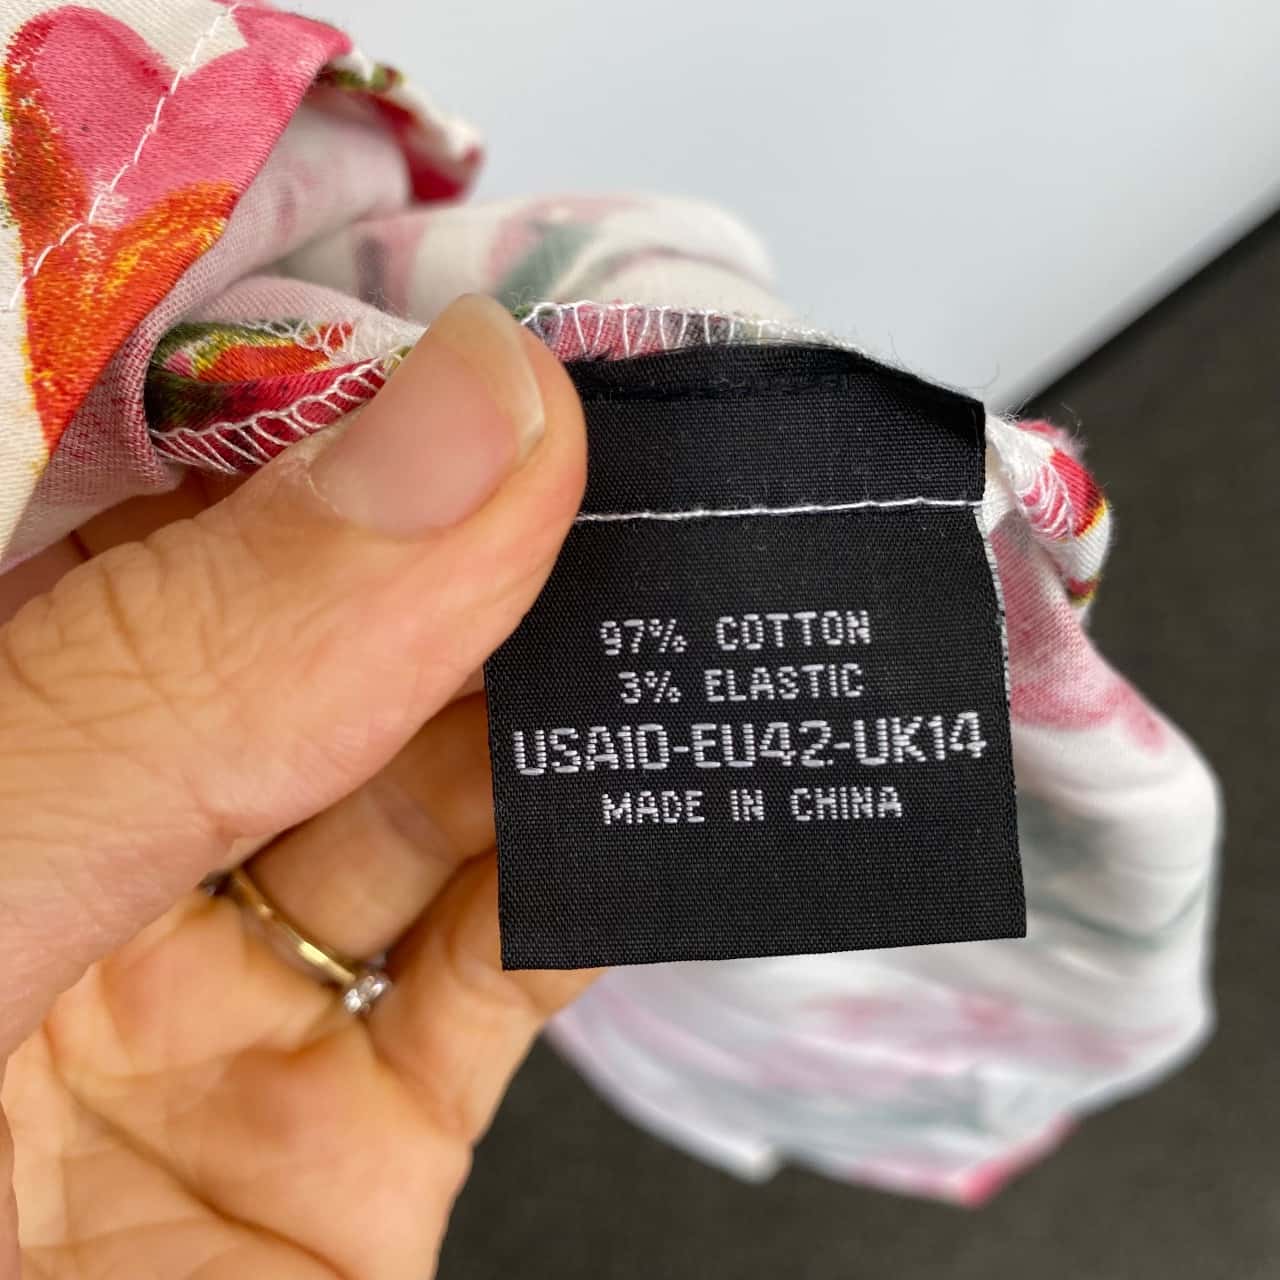 97% COTTON
3% ELASTIC
USA10-EU42-UK14
MADE IN CHINA